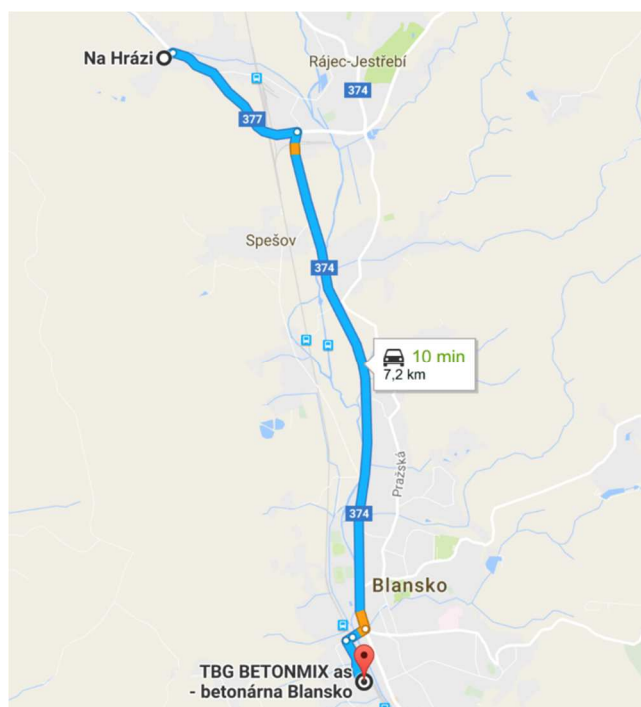 Na Hrázi
Rájec-Jestřebí
374
377
Spešov
374
10 min
7,2 km
Pražská
374
Blansko
TBG BETONMIX as
- betonárna Blansko